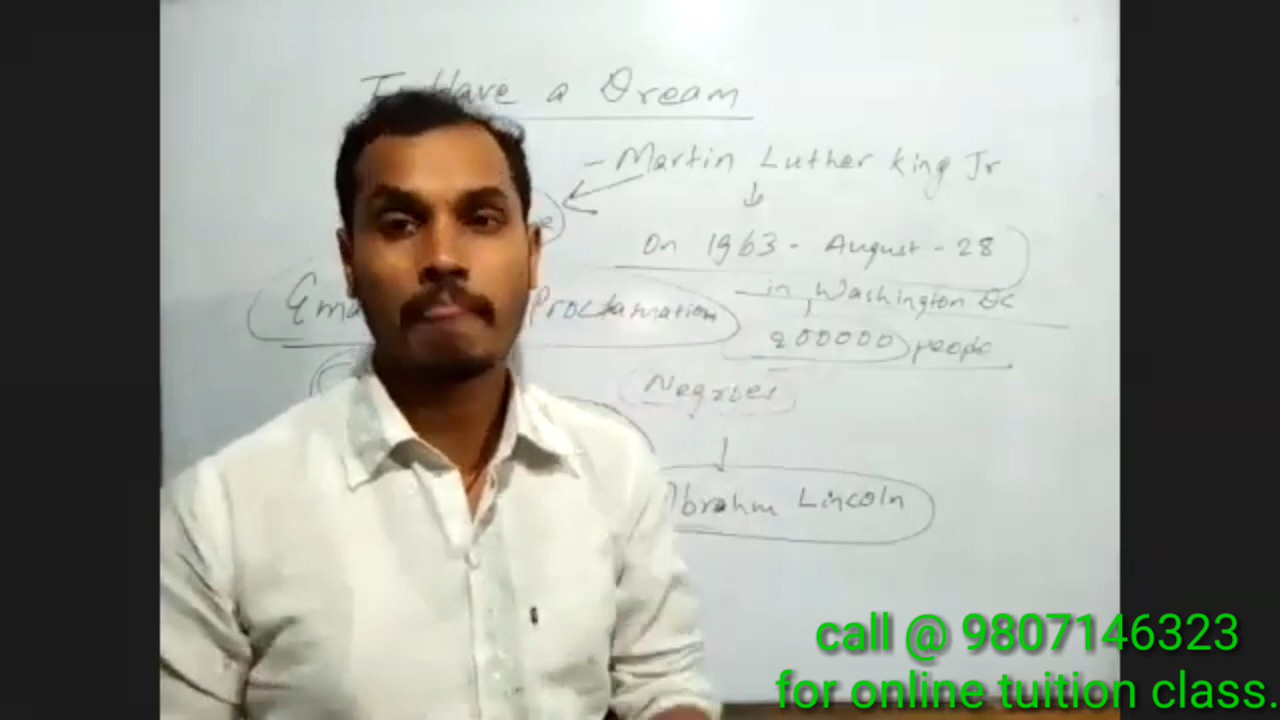 I Have a Dream
- Martin Luther king Jr
On 1963 - August - 28
in Washington DC
Proclamation
200000 people
Negroes
Abrahm Lincoln
call @ 9807146323
for online tuition class.